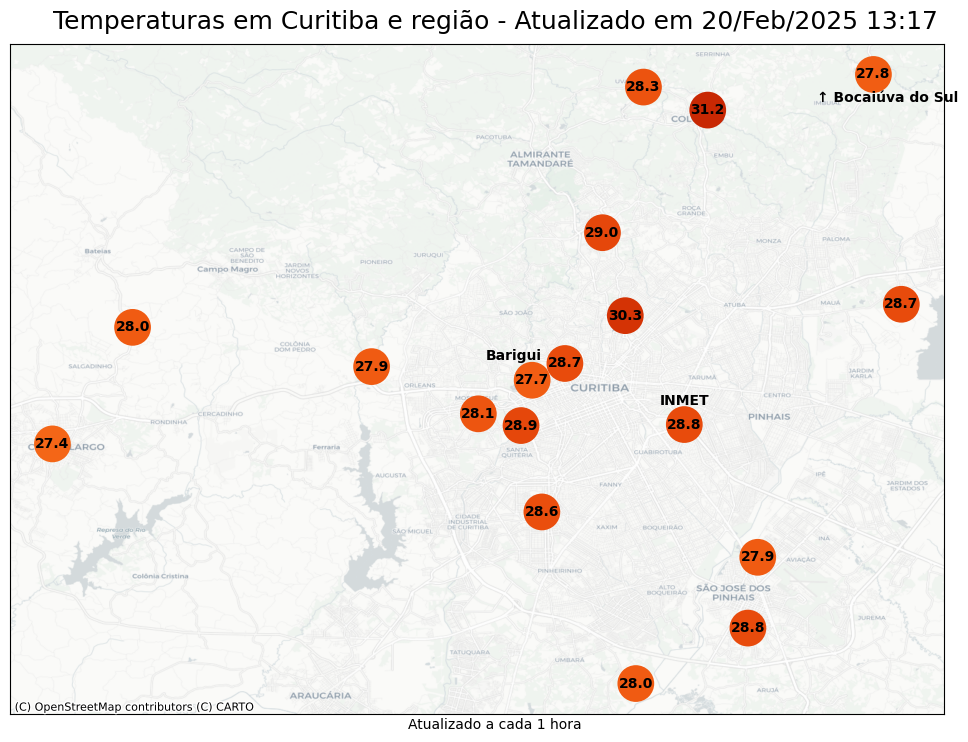 Temperaturas em Curitiba e região - Atualizado em 20/Feb/2025 13:17
SERRINHA
27.8
28.3
↑ Bocaiúva do Sul
31.2
PACOTUBA
ALMIRANTE
TAMANDARÉ
EMBU
ROÇA
GRANDE
29.0
MONZA
PALOMA
Bateias
CAMPO DE
SÃO
BENEDITO
JURUQUI
PIONEIRO
Campo Magro
JARDIM
NOVOS
HORIZONTES
ATUBA
MAUÁ
28.7
SÃO JOÃO
30.3
28.0
COLÔNIA
DOM PEDRO
Barigui
28.7
SALGADINHO
27.9
27.7
ORLEANS
CURITIBA
TARUMÃ
JARDIM
KARLA
CENTRO
INMET
28.1
28.9
28.8
PINHAIS
CERCADINHO
RONDINHA
27.4
Ferraria
SANTA
QUITÉRIA
GUABIROTUBA
AUGUSTA
FANNY
IPÊ
JARDIM DOS
ESTADOS I
28.6
CIDADE
INDUSTRIAL
DE CURITIBA
SÃO MIGUEL
XAXIM
BOQUEIRÃO
Represa do Rio
Verde
INÁ
27.9
AVIAÇÃO
Colônia Cristina
PINHEIRINHO
ALTO
BOQUEIRÃO
SÃO JOSÉ DOS
PINHAIS
JUREMA
28.8
TATUQUARA
UMBARÁ
28.0
ARAUCÁRIA
ARUJÁ
(C) OpenStreetMap contributors (C) CARTO
Atualizado a cada 1 hora